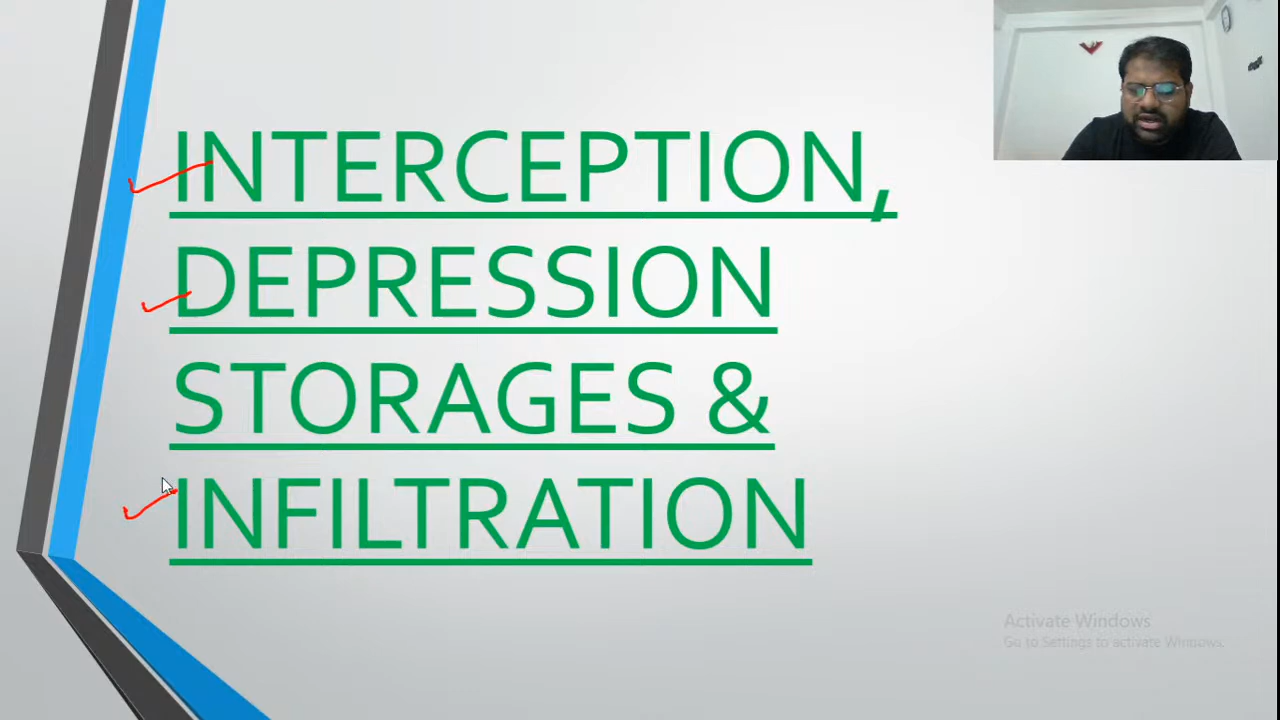 INTERCEPTION,
DEPRESSION
STORAGES &
INFILTRATION
Activate Windows
Go to Settings to activate Windows.